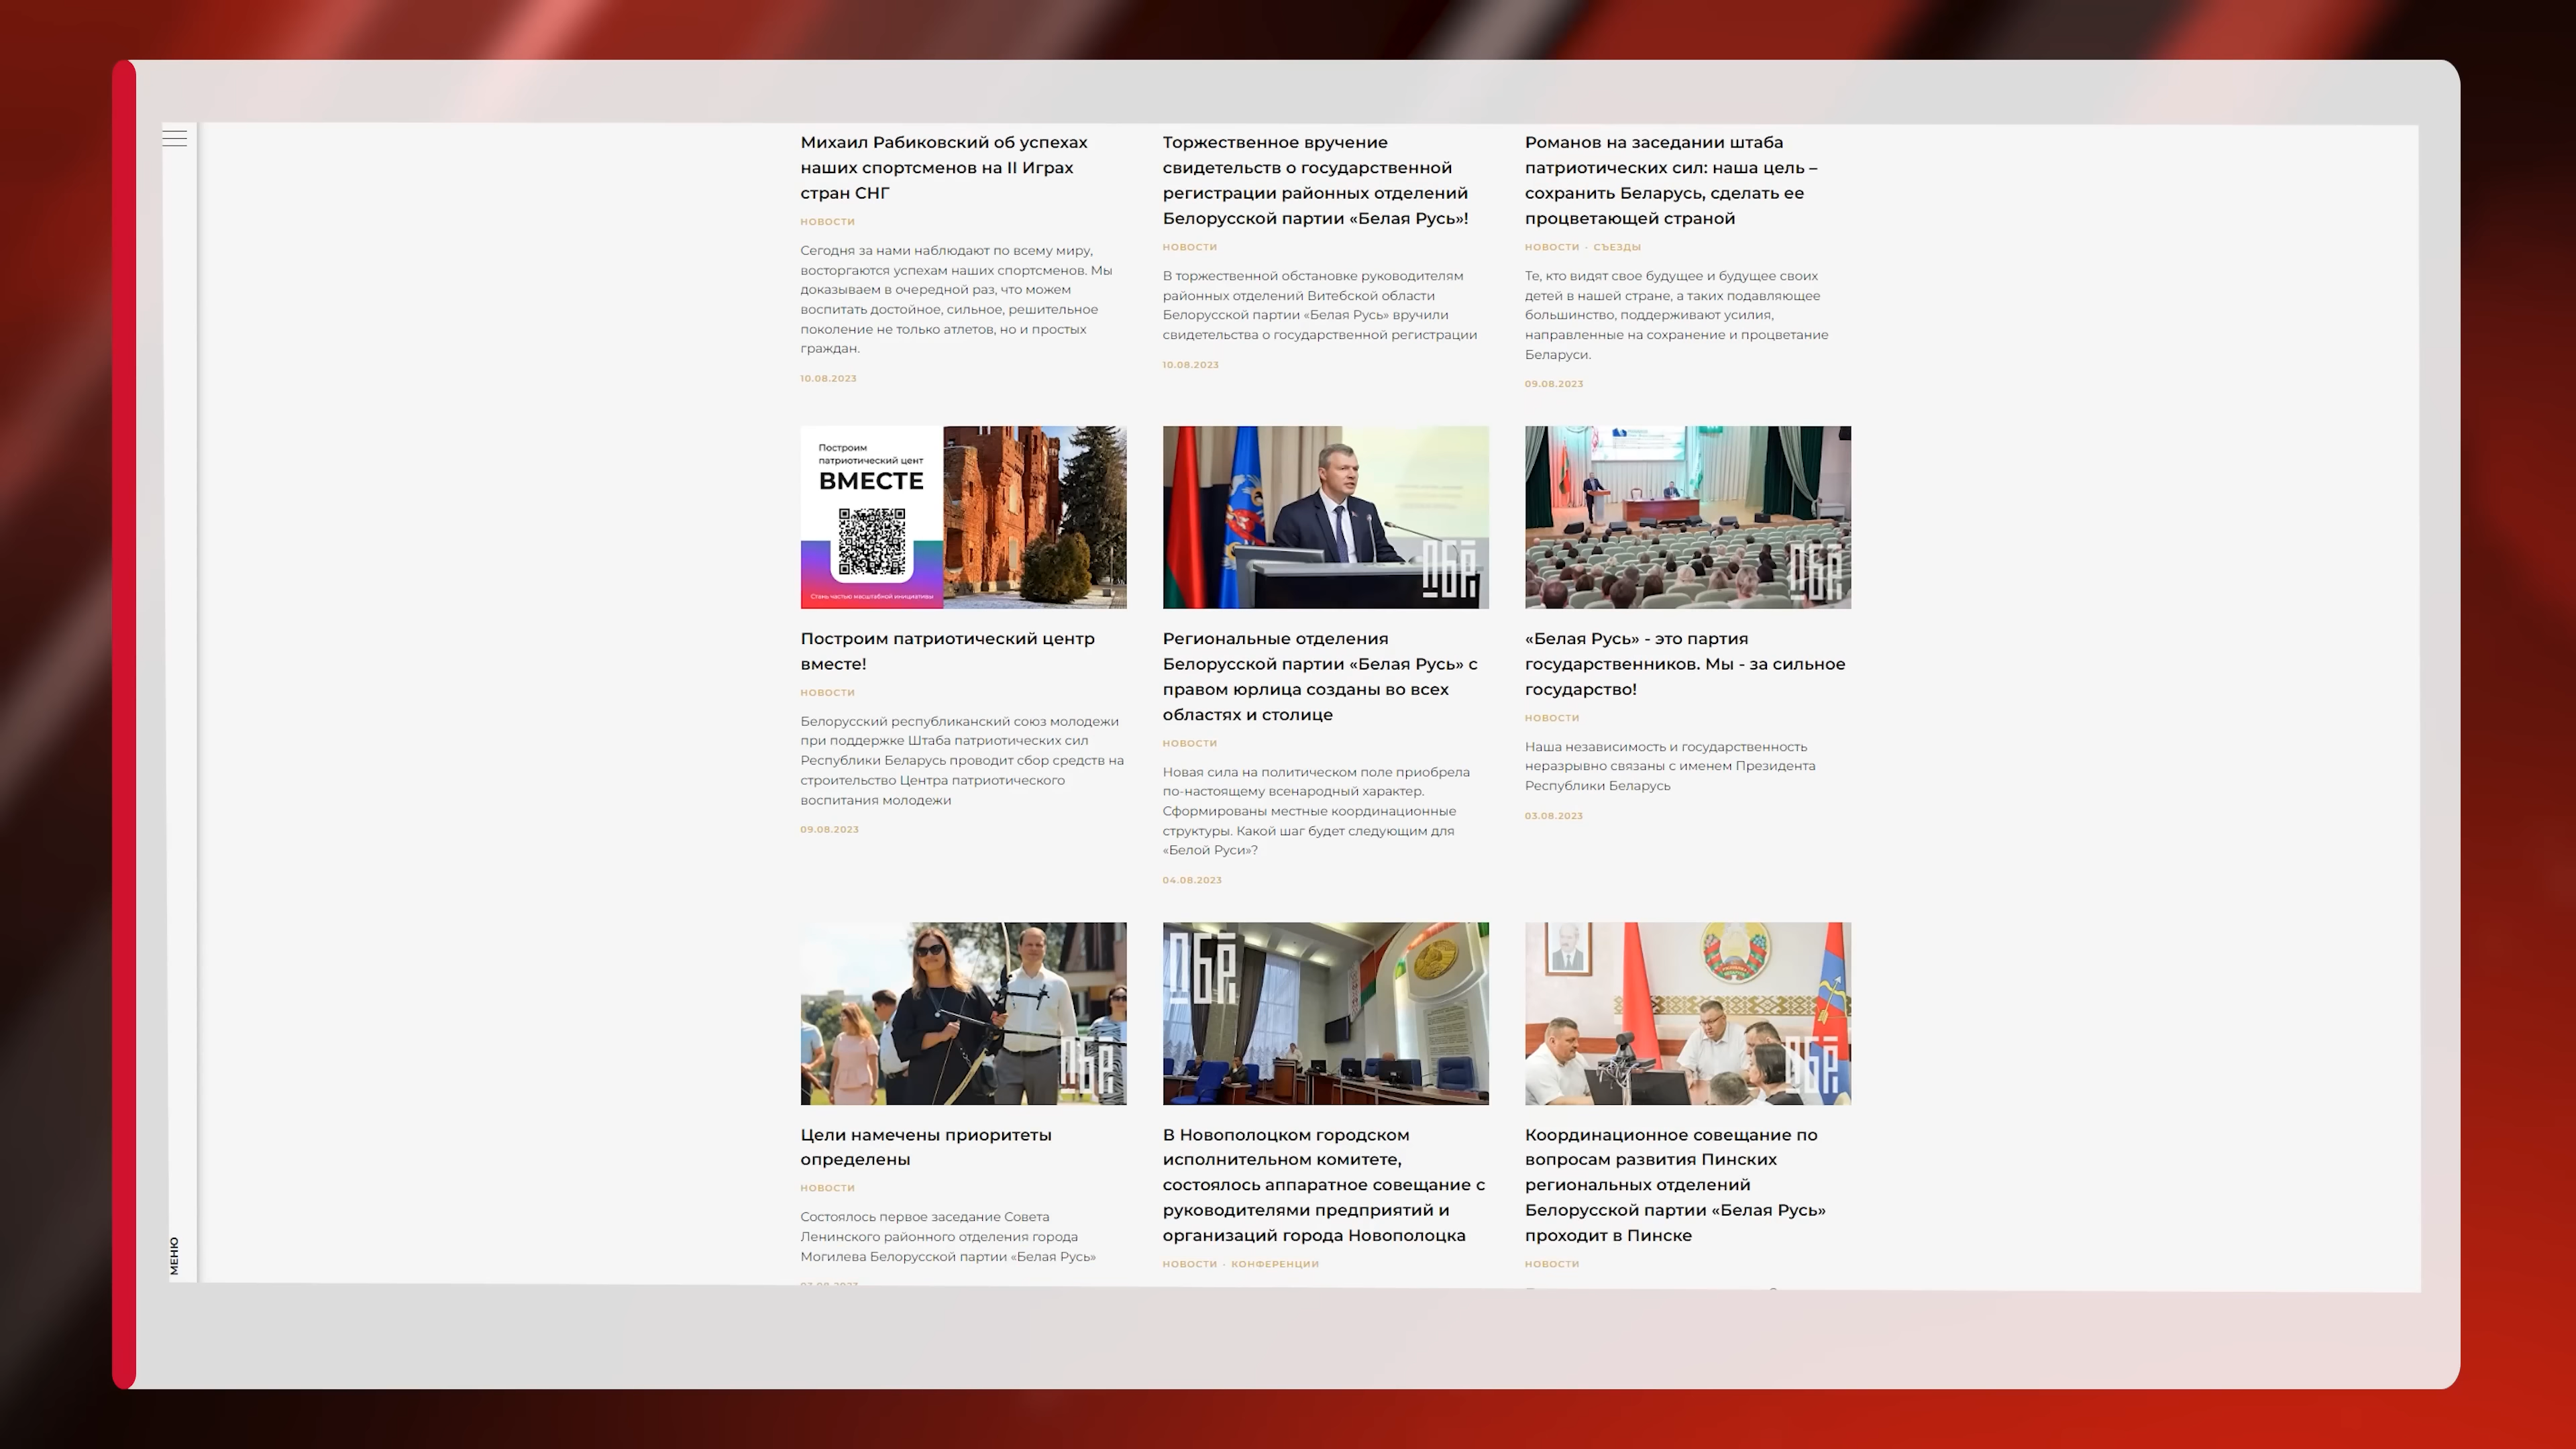 Михаил Рабиковский об успехах
наших спортсменов на II Играх
стран СНГ
НОВОСТИ
Сегодня за нами наблюдают по всему миру,
восторгаются успехам наших спортсменов. Мы
доказываем в очередной раз, что можем
воспитать достойное, сильное, решительное
поколение не только атлетов, но и простых
граждан.
10.08.2023
Торжественное вручение
свидетельств о государственной
регистрации районных отделений
Белорусской партии «Белая Русь»!
НОВОСТИ
В торжественной обстановке руководителям
районных отделений Витебской области
Белорусской партии «Белая Русь» вручили
свидетельства о государственной регистрации
10.08.2023
Романов на заседании штаба
патриотических сил: наша цель –
сохранить Беларусь, сделать ее
процветающей страной
НОВОСТИ - СЪЕЗДЫ
Те, кто видят свое будущее и будущее своих
детей в нашей стране, а таких подавляющее
большинство, поддерживают усилия,
направленные на сохранение и процветание
Беларуси.
09.08.2023
Построим
патриотический цент
ВМЕСТЕ
Стань частью масштабной инициативы
Построим патриотический центр
вместе!
НОВОСТИ
Белорусский республиканский союз молодежи
при поддержке Штаба патриотических сил
Республики Беларусь проводит сбор средств на
строительство Центра патриотического
воспитания молодежи
09.08.2023
ПБР
Региональные отделения
Белорусской партии «Белая Русь» с
правом юрлица созданы во всех
областях и столице
НОВОСТИ
Новая сила на политическом поле приобрела
по-настоящему всенародный характер.
Сформированы местные координационные
структуры. Какой шаг будет следующим для
«Белой Руси»?
04.08.2023
ПБР
«Белая Русь» - это партия
государственников. Мы - за сильное
государство!
НОВОСТИ
Наша независимость и государственность
неразрывно связаны с именем Президента
Республики Беларусь
03.08.2023
ПБР
Цели намечены приоритеты
определены
НОВОСТИ
Состоялось первое заседание Совета
Ленинского районного отделения города
Могилева Белорусской партии «Белая Русь»
ПБР
В Новополоцком городском
исполнительном комитете,
состоялось аппаратное совещание с
руководителями предприятий и
организаций города Новополоцка
НОВОСТИ - КОНФЕРЕНЦИИ
ПБР
Координационное совещание по
вопросам развития Пинских
региональных отделений
Белорусской партии «Белая Русь»
проходит в Пинске
НОВОСТИ
МЕНЮ